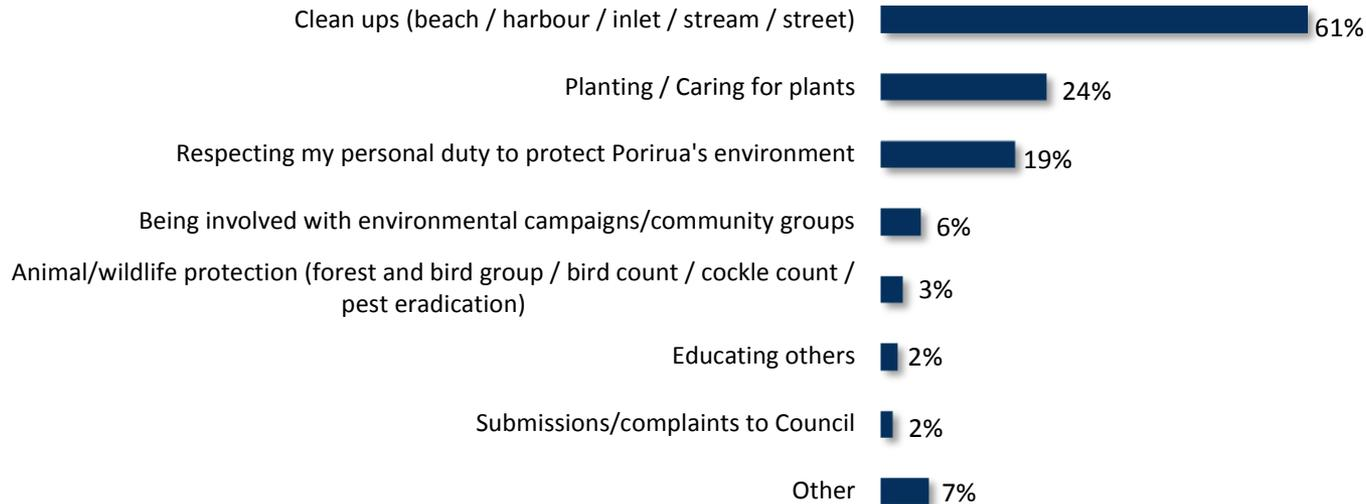 Clean ups (beach / harbour / inlet / stream / street) 61%
Planting / Caring for plants 24%
Respecting my personal duty to protect Porirua's environment 19%
Being involved with environmental campaigns/community groups 6%
Animal/wildlife protection (forest and bird group / bird count / cockle count /
pest eradication) 3%
Educating others 2%
Submissions/complaints to Council 2%
Other 7%